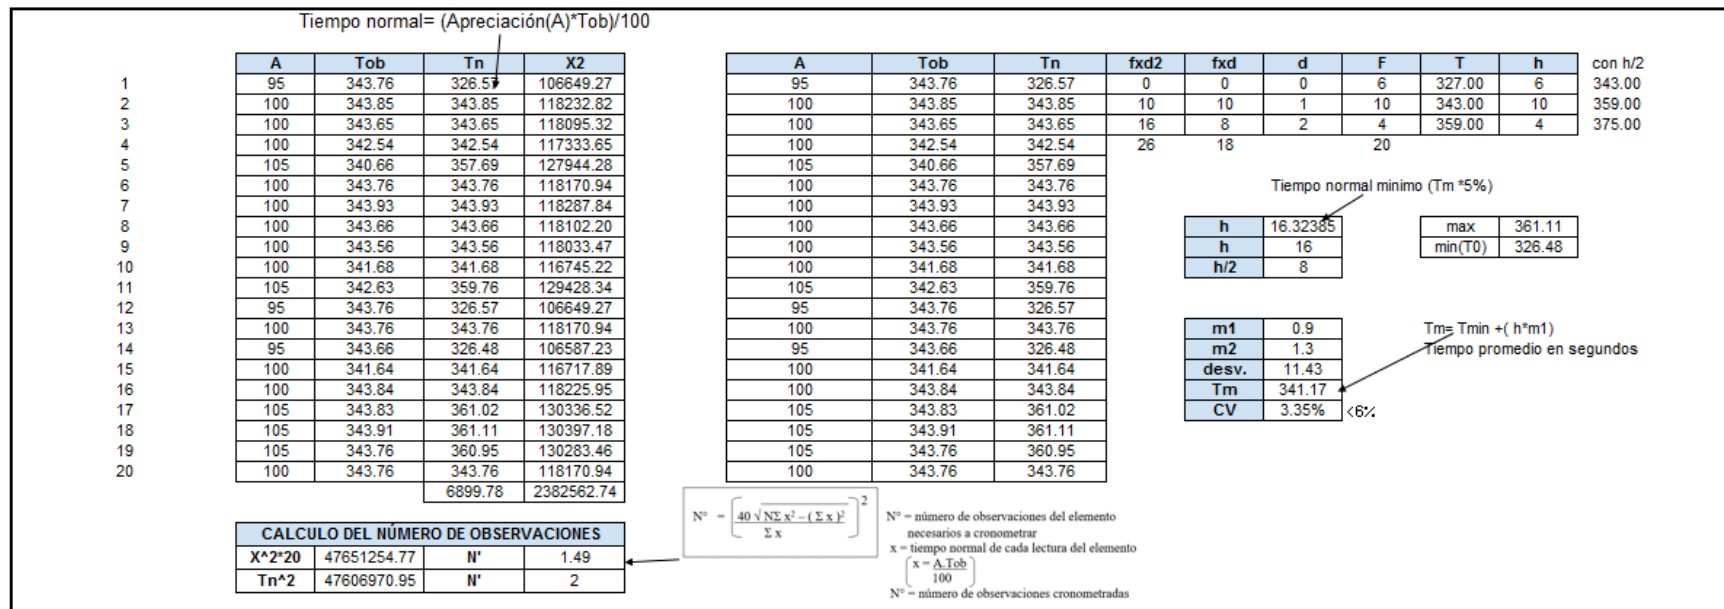 Tiempo normal= (Apreciación(A)*Tob)/100
A Tob Tn X2
1 95 343.76 326.57 106649.27
2 100 343.85 343.85 118232.82
3 100 343.65 343.65 118095.32
4 100 342.54 342.54 117333.65
5 105 340.66 357.69 127944.28
6 100 343.76 343.76 118170.94
7 100 343.93 343.93 118287.84
8 100 343.66 343.66 118102.20
9 100 343.56 343.56 118033.47
10 100 341.68 341.68 116745.22
11 105 342.63 359.76 129428.34
12 95 343.76 326.57 106649.27
13 100 343.76 343.76 118170.94
14 95 343.66 326.48 106587.23
15 100 341.64 341.64 116717.89
16 100 343.84 343.84 118225.95
17 105 343.83 361.02 130336.52
18 105 343.91 361.11 130397.18
19 105 343.76 360.95 130283.46
20 100 343.76 343.76 118170.94
6899.78 2382562.74
CALCULO DEL NÚMERO DE OBSERVACIONES
X^2*20 47651254.77 N' 1.49
Tn^2 47606970.95 N' 2
A Tob Tn fxd2 fxd d F T h con h/2
95 343.76 326.57 0 0 0 6 327.00 6 343.00
100 343.85 343.85 10 10 1 10 343.00 10 359.00
100 343.65 343.65 16 8 2 4 359.00 4 375.00
100 342.54 342.54 26 18 20
105 340.66 357.69
100 343.76 343.76
100 343.93 343.93
100 343.66 343.66
100 343.56 343.56
100 341.68 341.68
105 342.63 359.76
95 343.76 326.57
100 343.76 343.76
95 343.66 326.48
100 341.64 341.64
100 343.84 343.84
105 343.83 361.02
105 343.91 361.11
105 343.76 360.95
100 343.76 343.76
Tiempo normal minimo (Tm *5%)
h 16.32385
h 16
h/2 8
max 361.11
min(T0) 326.48
m1 0.9
m2 1.3
desv. 11.43
Tm 341.17
CV 3.35% <6%
Tm= Tmin +( h*m1)
Tiempo promedio en segundos
N° = ( 40 √ NΣ x² – ( Σ x )² / Σ x ) ²
N° = número de observaciones del elemento
necesarios a cronometrar
x = tiempo normal de cada lectura del elemento
( x = A.Tob / 100 )
N° = número de observaciones cronometradas